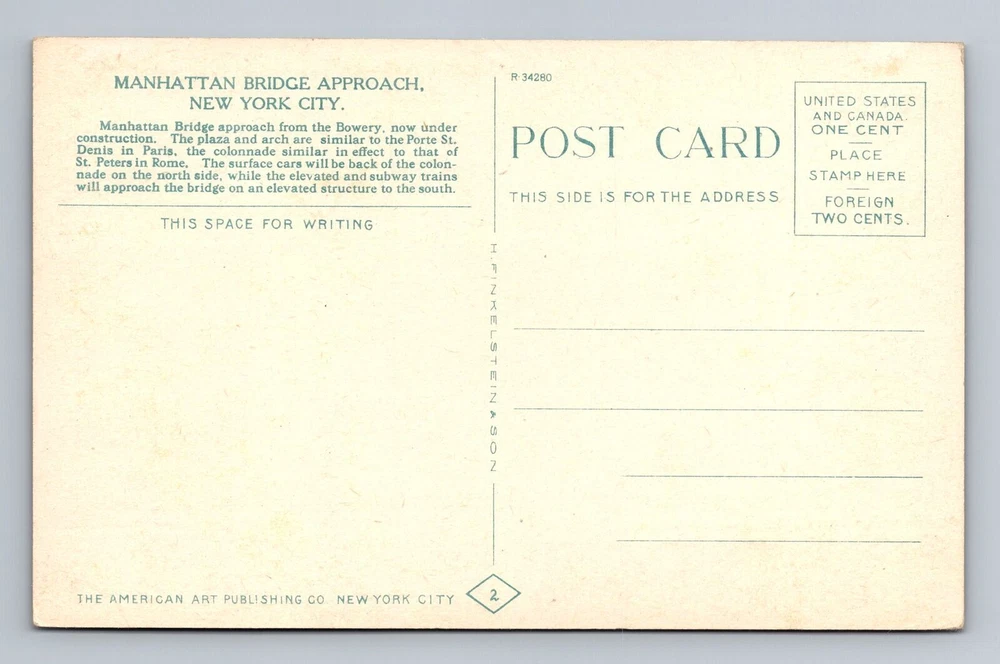 MANHATTAN BRIDGE APPROACH,
NEW YORK CITY.
Manhattan Bridge approach from the Bowery, now under
construction. The plaza and arch are similar to the Porte St.
Denis in Paris, the colonnade similar in effect to that of
St. Peters in Rome. The surface cars will be back of the colon-
nade on the north side, while the elevated and subway trains
will approach the bridge on an elevated structure to the south.
THIS SPACE FOR WRITING
THE AMERICAN ART PUBLISHING CO. NEW YORK CITY
H. FINKELSTEIN & SON
2
R-34280
POST CARD
THIS SIDE IS FOR THE ADDRESS
UNITED STATES
AND CANADA.
ONE CENT
PLACE
STAMP HERE
FOREIGN
TWO CENTS.